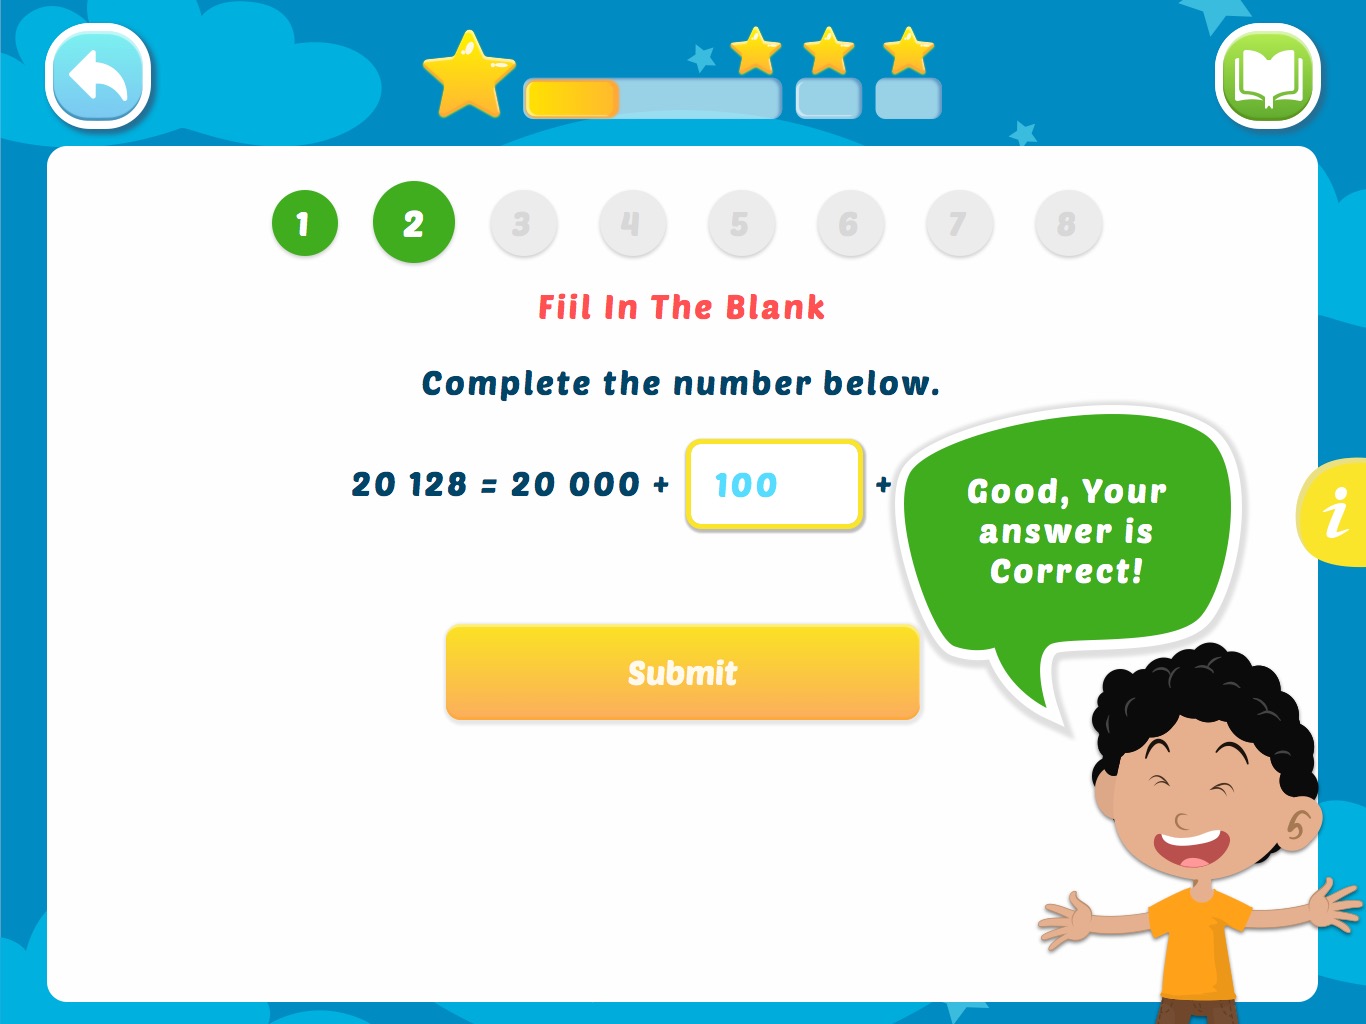 1 2 3 4 5 6 7 8
Fiil In The Blank
Complete the number below.
20 128 = 20 000 + 100 +
Good, Your
answer is
Correct!
i
Submit